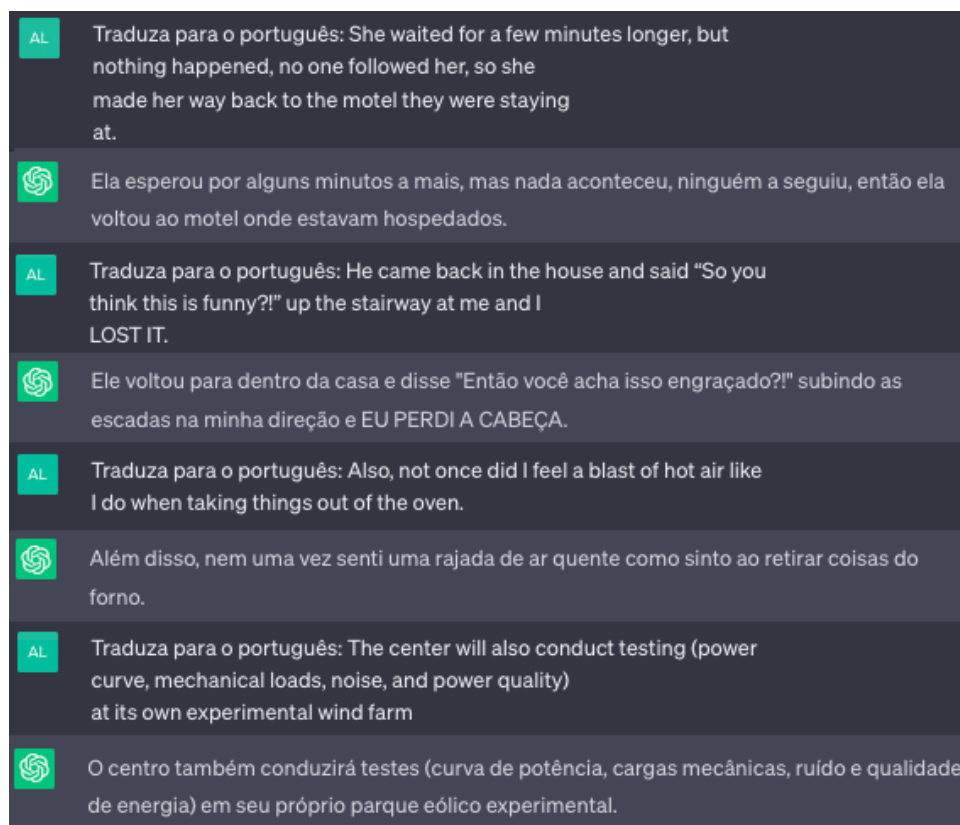 AL
Traduza para o português: She waited for a few minutes longer, but
nothing happened, no one followed her, so she
made her way back to the motel they were staying
at.
Ela esperou por alguns minutos a mais, mas nada aconteceu, ninguém a seguiu, então ela
voltou ao motel onde estavam hospedados.
AL
Traduza para o português: He came back in the house and said “So you
think this is funny?!” up the stairway at me and I
LOST IT.
Ele voltou para dentro da casa e disse "Então você acha isso engraçado?!" subindo as
escadas na minha direção e EU PERDI A CABEÇA.
AL
Traduza para o português: Also, not once did I feel a blast of hot air like
I do when taking things out of the oven.
Além disso, nem uma vez senti uma rajada de ar quente como sinto ao retirar coisas do
forno.
AL
Traduza para o português: The center will also conduct testing (power
curve, mechanical loads, noise, and power quality)
at its own experimental wind farm
O centro também conduzirá testes (curva de potência, cargas mecânicas, ruído e qualidade
de energia) em seu próprio parque eólico experimental.